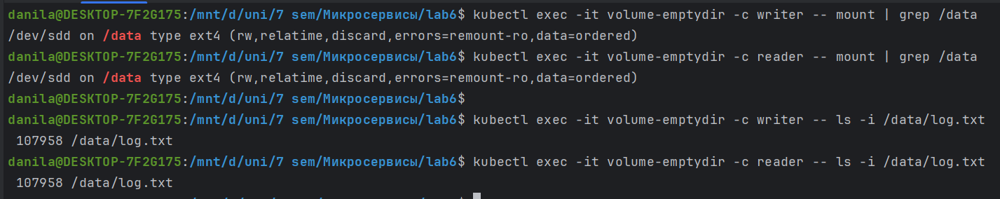 danila@DESKTOP-7F2G175:/mnt/d/uni/7 sem/Микросервисы/lab6$ kubectl exec -it volume-emptydir -c writer -- mount | grep /data
/dev/sdd on /data type ext4 (rw,relatime,discard,errors=remount-ro,data=ordered)
danila@DESKTOP-7F2G175:/mnt/d/uni/7 sem/Микросервисы/lab6$ kubectl exec -it volume-emptydir -c reader -- mount | grep /data
/dev/sdd on /data type ext4 (rw,relatime,discard,errors=remount-ro,data=ordered)
danila@DESKTOP-7F2G175:/mnt/d/uni/7 sem/Микросервисы/lab6$
danila@DESKTOP-7F2G175:/mnt/d/uni/7 sem/Микросервисы/lab6$ kubectl exec -it volume-emptydir -c writer -- ls -i /data/log.txt
107958 /data/log.txt
danila@DESKTOP-7F2G175:/mnt/d/uni/7 sem/Микросервисы/lab6$ kubectl exec -it volume-emptydir -c reader -- ls -i /data/log.txt
107958 /data/log.txt